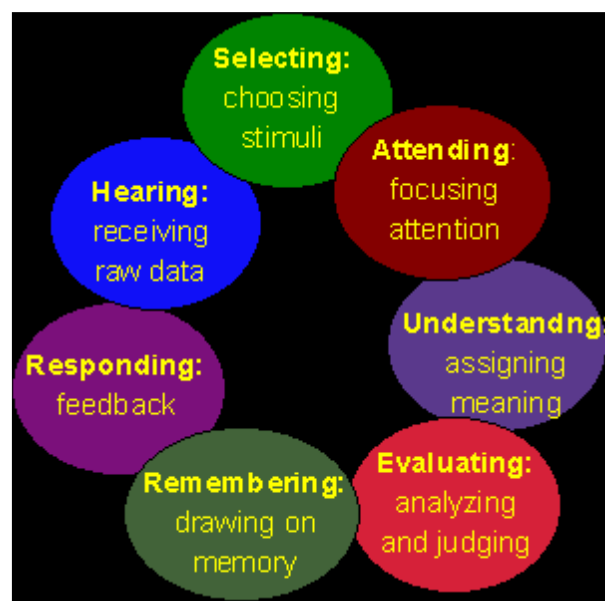 Selecting:
choosing
stimuli
Attending:
focusing
attention
Hearing:
receiving
raw data
Understandng:
assigning
meaning
Responding:
feedback
Evaluating:
analyzing
and judging
Remembering:
drawing on
memory